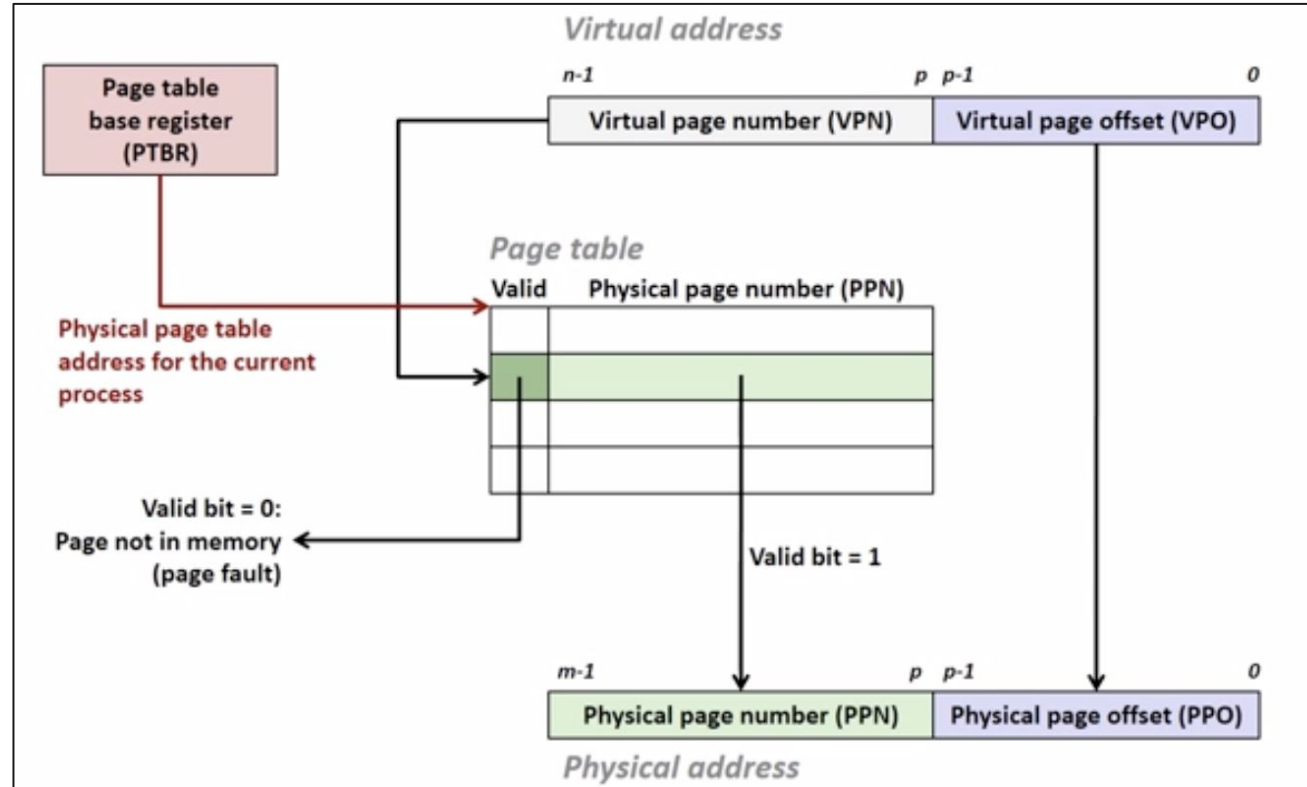 Virtual address
n-1 p p-1 0
Page table
base register
(PTBR)
Virtual page number (VPN) Virtual page offset (VPO)
Page table
Valid Physical page number (PPN)
Physical page table
address for the current
process
Valid bit = 0:
Page not in memory
(page fault)
Valid bit = 1
m-1 p p-1 0
Physical page number (PPN) Physical page offset (PPO)
Physical address